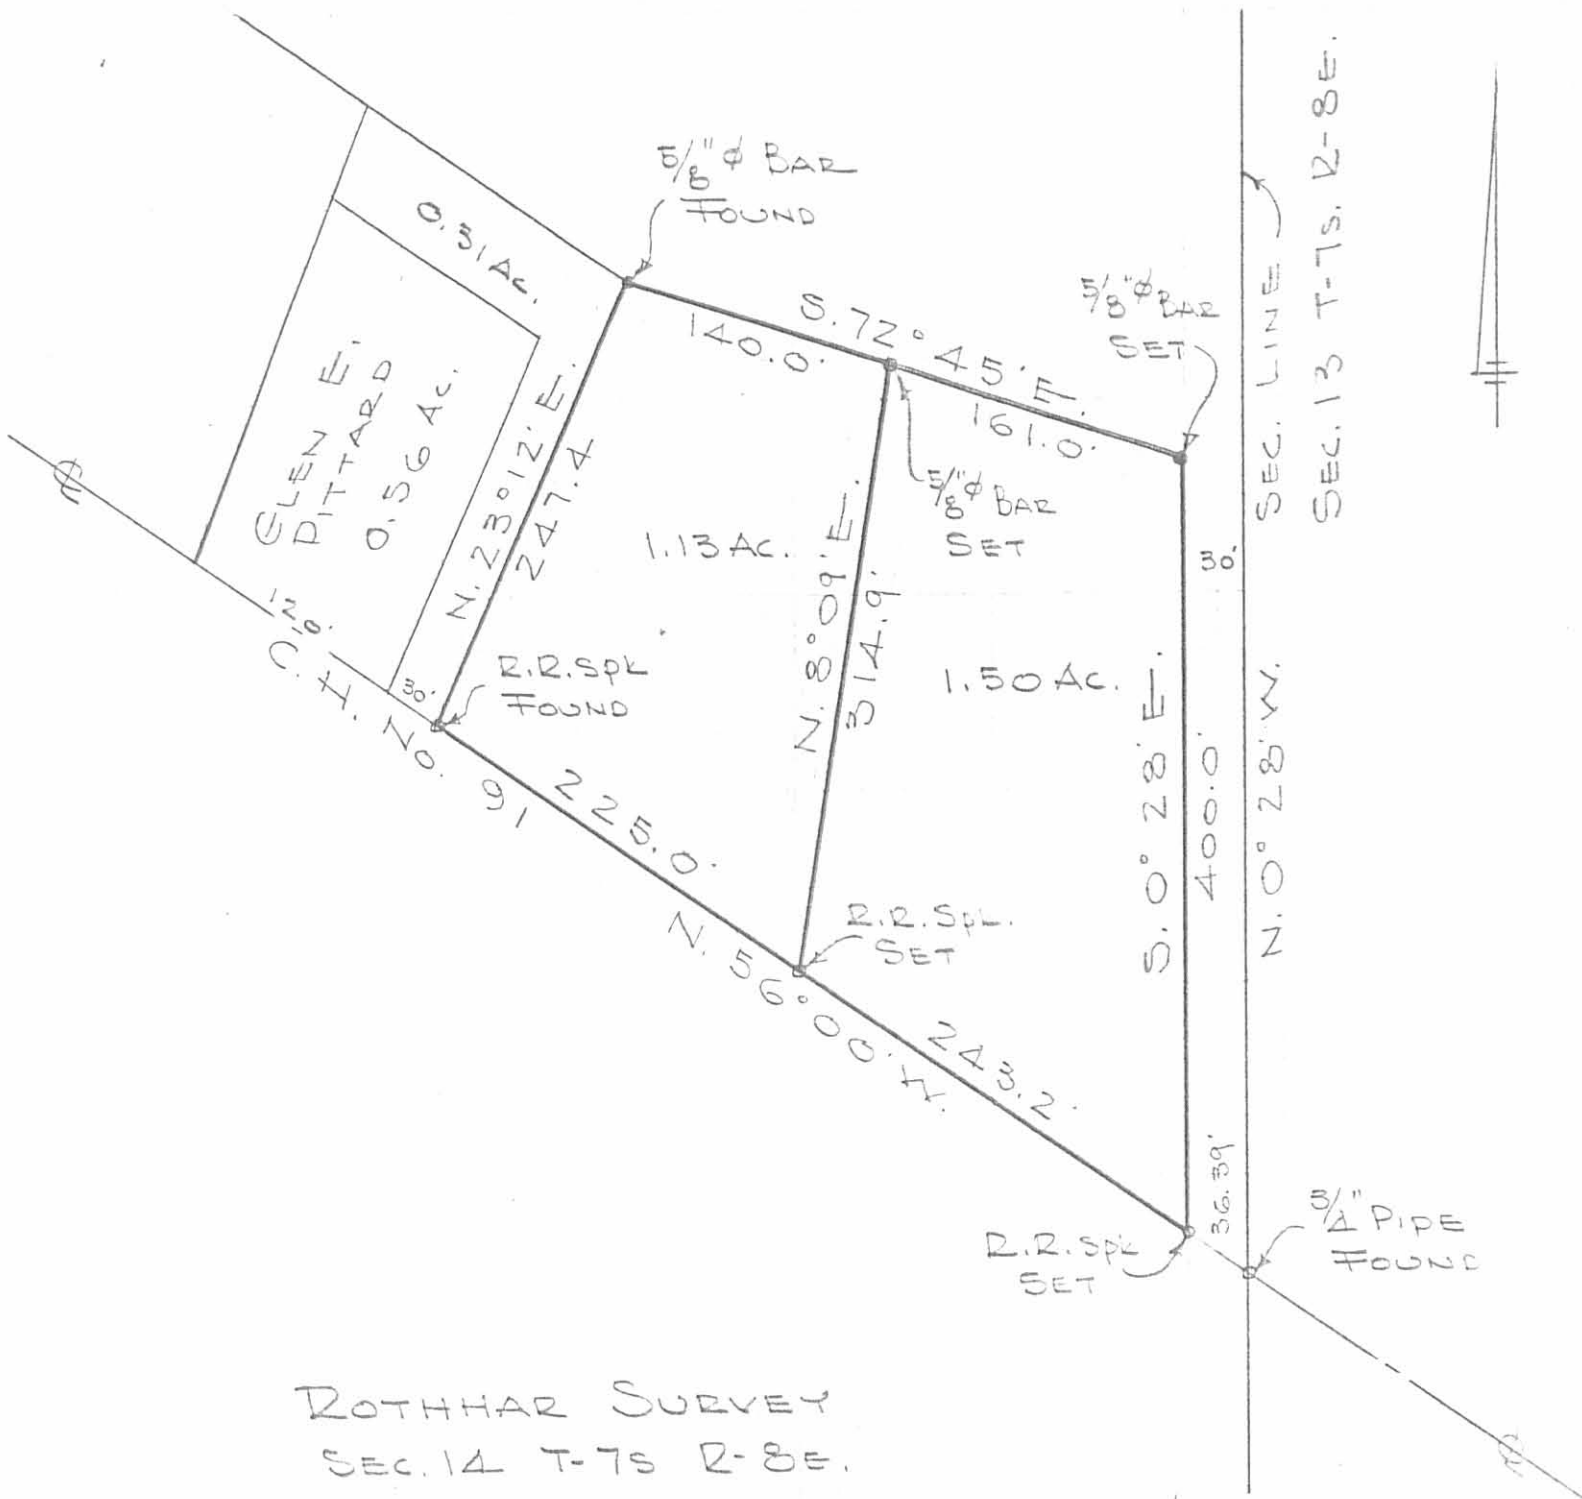 5/8" ϕ BAR
FOUND
0.31 Ac.
S. 72° 45' E.
140.0'
161.0'
5/8" ϕ BAR
SET
5/8" ϕ BAR
SET
SEC. LINE
SEC. 13 T-7S. R-8E.
GLEN E.
PITTARD
0.56 Ac.
N. 23° 12' E.
247.4
1.13 AC.
N. 8° 09' E.
314.9'
1.50 AC.
30'
S. 0° 28' E.
400.0'
N. 0° 28' W.
120.0'
30'
C. H. No. 91
R.R. SPK
FOUND
225.0'
R.R. SPK.
SET
243.2'
36.39'
R.R. SPK
SET
3/4" PIPE
FOUND
ROTHHAR SURVEY
SEC. 14 T-7S R-8E.